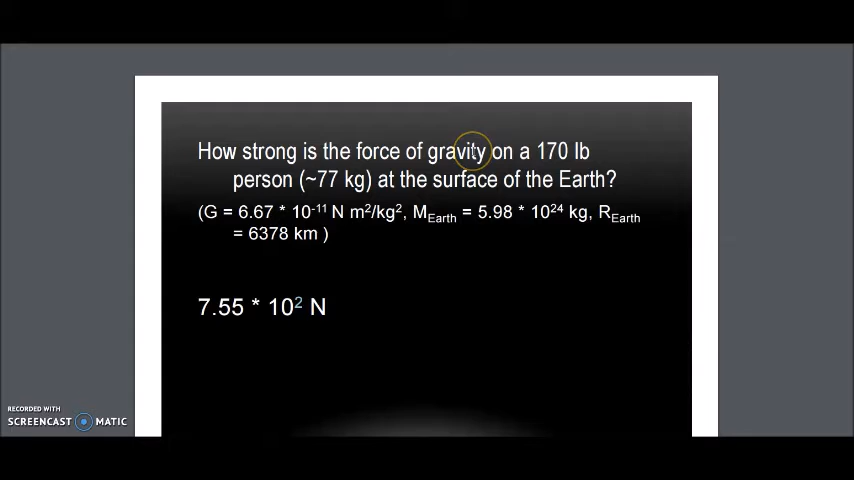 How strong is the force of gravity on a 170 lb
person (~77 kg) at the surface of the Earth?
(G = 6.67 * 10⁻¹¹ N m²/kg², M_Earth = 5.98 * 10²⁴ kg, R_Earth
= 6378 km )
7.55 * 10² N
RECORDED WITH
SCREENCAST MATIC